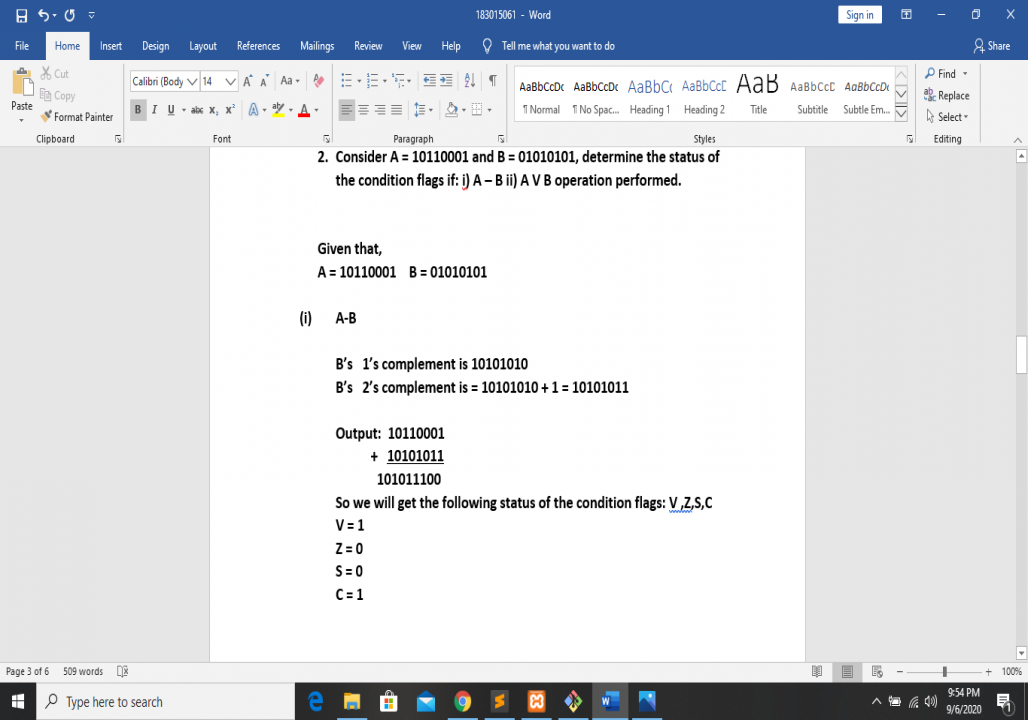 183015061 - Word
Sign in
File Home Insert Design Layout References Mailings Review View Help Tell me what you want to do Share
Paste
Cut
Copy
Format Painter
Clipboard
Calibri (Body 14
Font
Paragraph
AaBbCcDc AaBbCcDc AaBbCc AaBbCcC AaB AaBbCcD AaBbCcDc
¶ Normal ¶ No Spac... Heading 1 Heading 2 Title Subtitle Subtle Em...
Styles
Find
Replace
Select
Editing
2. Consider A = 10110001 and B = 01010101, determine the status of
the condition flags if: i) A – B ii) A V B operation performed.
Given that,
A = 10110001 B = 01010101
(i) A-B
B’s 1’s complement is 10101010
B’s 2’s complement is = 10101010 + 1 = 10101011
Output: 10110001
+ 10101011
101011100
So we will get the following status of the condition flags: V ,Z,S,C
V = 1
Z = 0
S = 0
C = 1
Page 3 of 6 509 words
100%
Type here to search
9:54 PM
9/6/2020
1